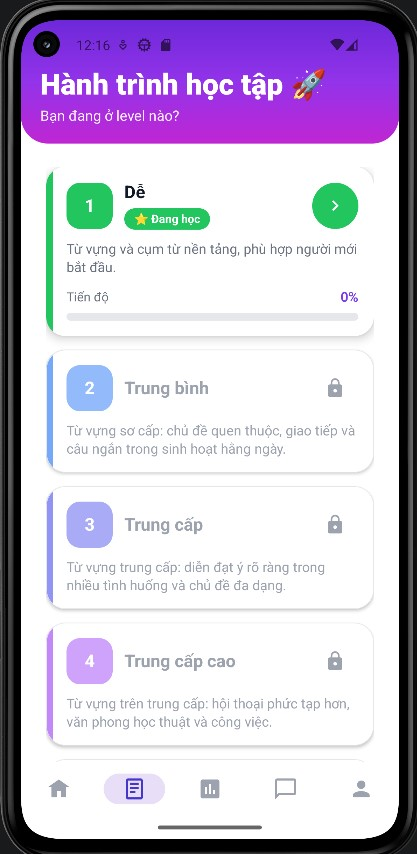 12:16
Hành trình học tập 🚀
Bạn đang ở level nào?
1
Dễ
⭐ Đang học
Từ vựng và cụm từ nền tảng, phù hợp người mới
bắt đầu.
Tiến độ 0%
2
Trung bình
Từ vựng sơ cấp: chủ đề quen thuộc, giao tiếp và
câu ngắn trong sinh hoạt hằng ngày.
3
Trung cấp
Từ vựng trung cấp: diễn đạt ý rõ ràng trong
nhiều tình huống và chủ đề đa dạng.
4
Trung cấp cao
Từ vựng trên trung cấp: hội thoại phức tạp hơn,
văn phong học thuật và công việc.